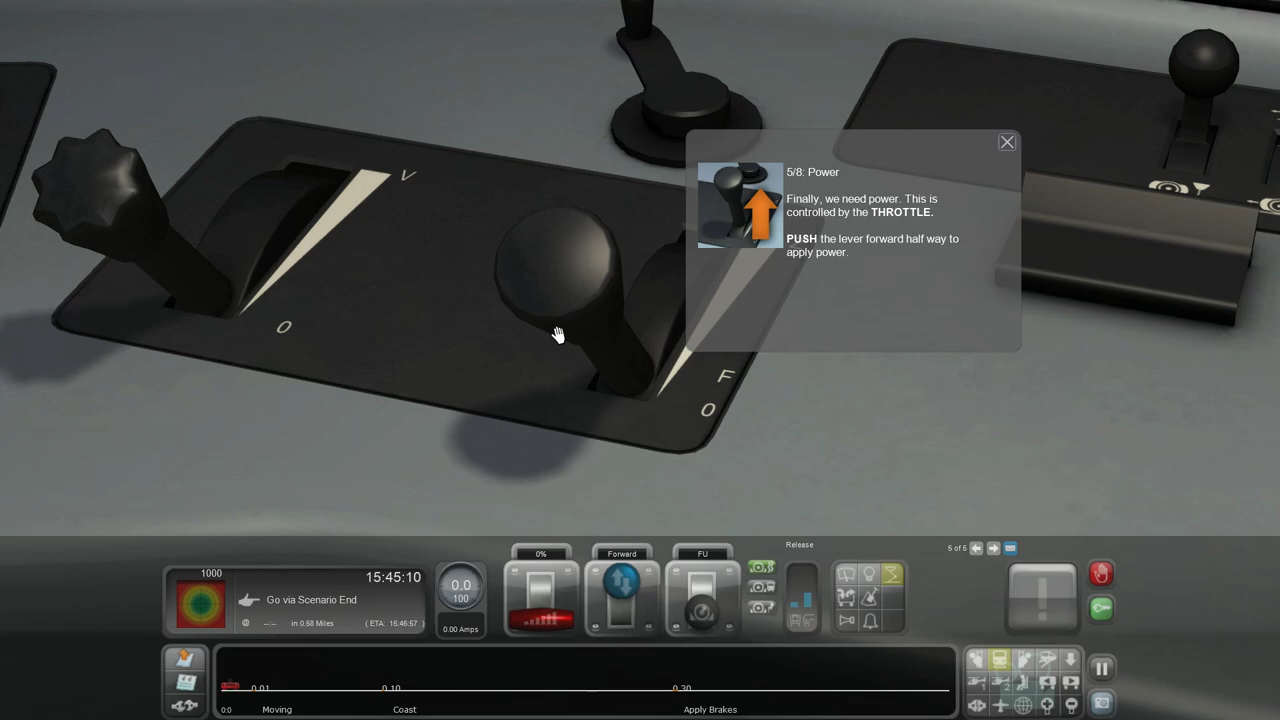 V
0
5/8: Power
Finally, we need power. This is
controlled by the THROTTLE.
PUSH the lever forward half way to
apply power.
F
0
1000
15:45:10
Go via Scenario End
@ --:-- in 0.58 Miles ( ETA: 15:46:57 )
0.0
100
0.00 Amps
0%
Forward
FU
Release
5 of 5
0.01 0.10 0.30
0:0 Moving Coast Apply Brakes
1 2